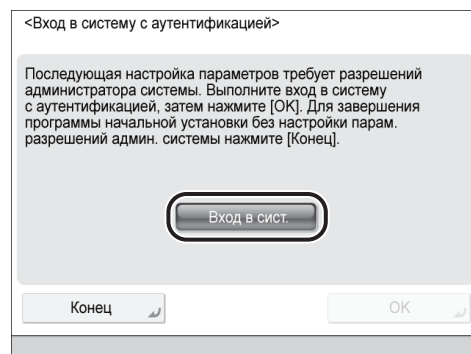 <Вход в систему с аутентификацией>
Последующая настройка параметров требует разрешений
администратора системы. Выполните вход в систему
с аутентификацией, затем нажмите [OK]. Для завершения
программы начальной установки без настройки парам.
разрешений админ. системы нажмите [Конец].
Вход в сист.
Конец OK